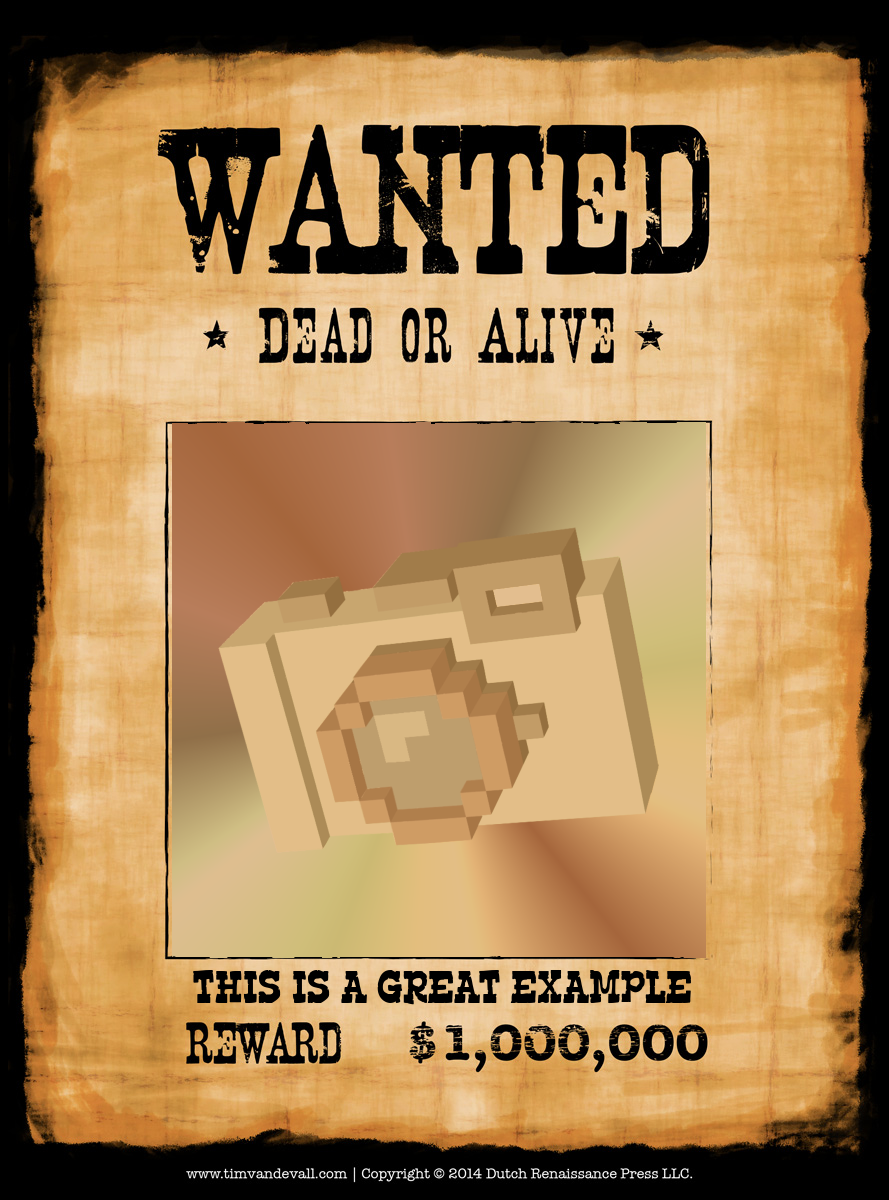 WANTED
DEAD OR ALIVE
THIS IS A GREAT EXAMPLE
REWARD $1,000,000
www.timvandevall.com | Copyright © 2014 Dutch Renaissance Press LLC.